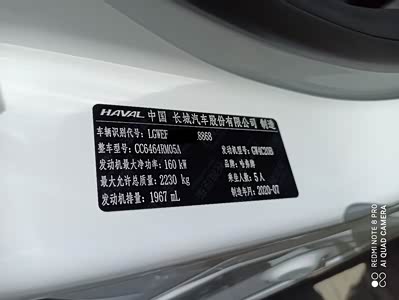 HAVAL 中国 长城汽车股份有限公司 制造
车辆识别代号: LGWEF 8868
整车型号: CC6464RM05A 发动机型号: GW4C20B
发动机最大净功率: 160 kW 品牌: 哈弗牌
最大允许总质量: 2230 kg 乘坐人数: 5人
发动机排量: 1967 mL 制造年月: 2020-07
REDMI NOTE 8 PRO
AI QUAD CAMERA